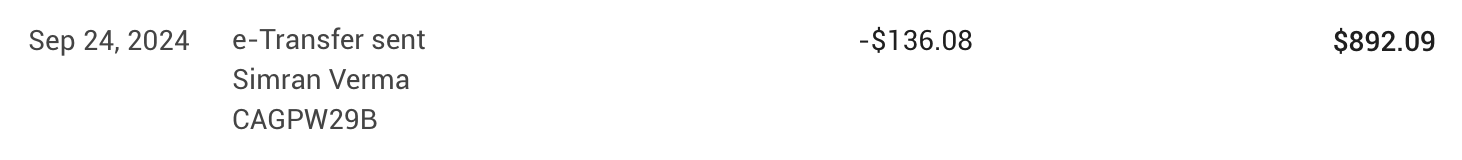 Sep 24, 2024 e-Transfer sent -$136.08 $892.09
Simran Verma
CAGPW29B